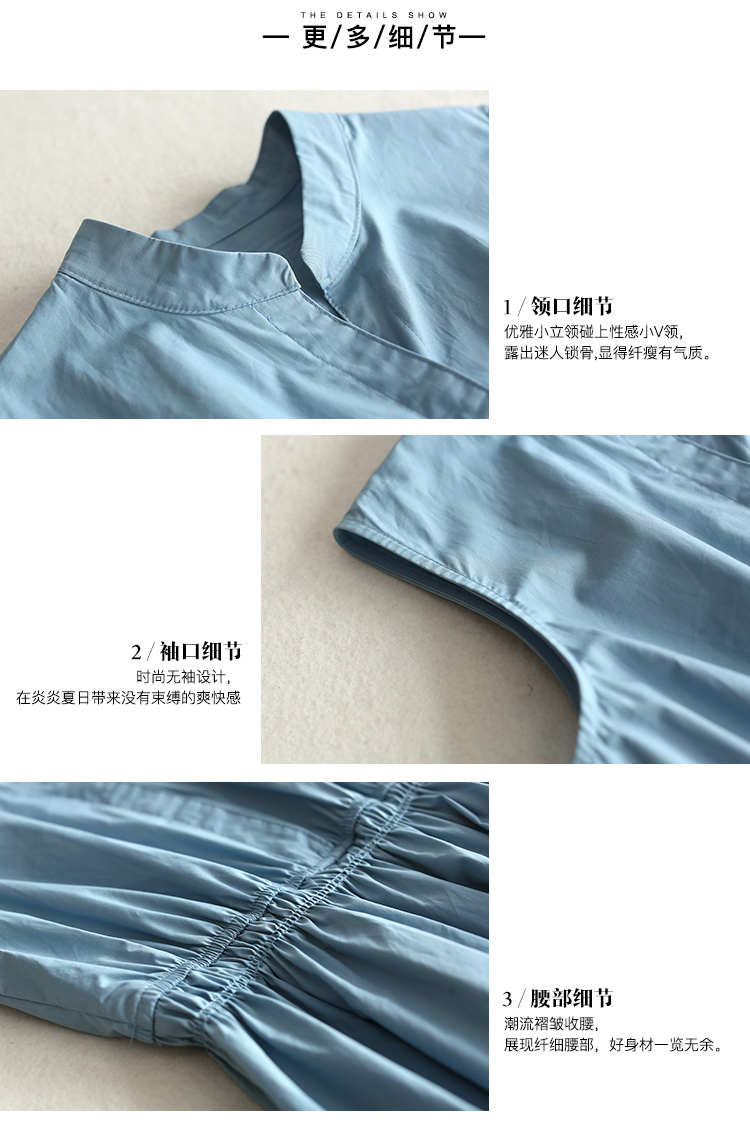 THE DETAILS SHOW
一 更/多/细/节一
1 / 领口细节
优雅小立领碰上性感小V领，
露出迷人锁骨,显得纤瘦有气质。
2 / 袖口细节
时尚无袖设计，
在炎炎夏日带来没有束缚的爽快感
3 / 腰部细节
潮流褶皱收腰，
展现纤细腰部，好身材一览无余。